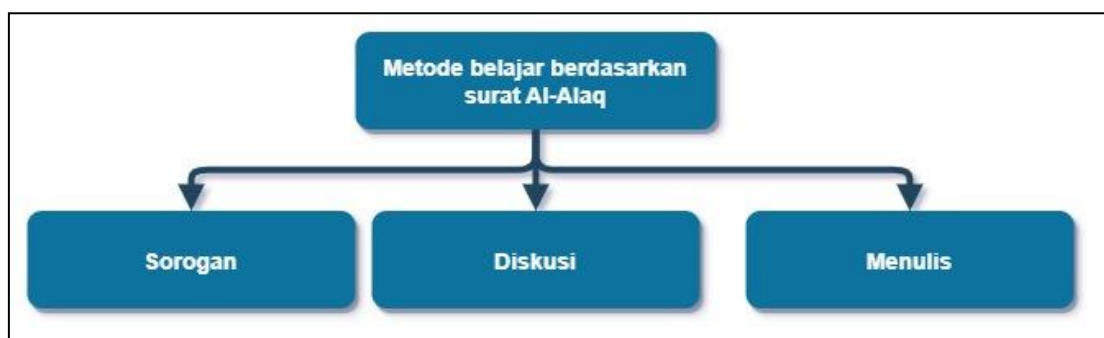 Metode belajar berdasarkan
surat Al-Alaq
Sorogan
Diskusi
Menulis